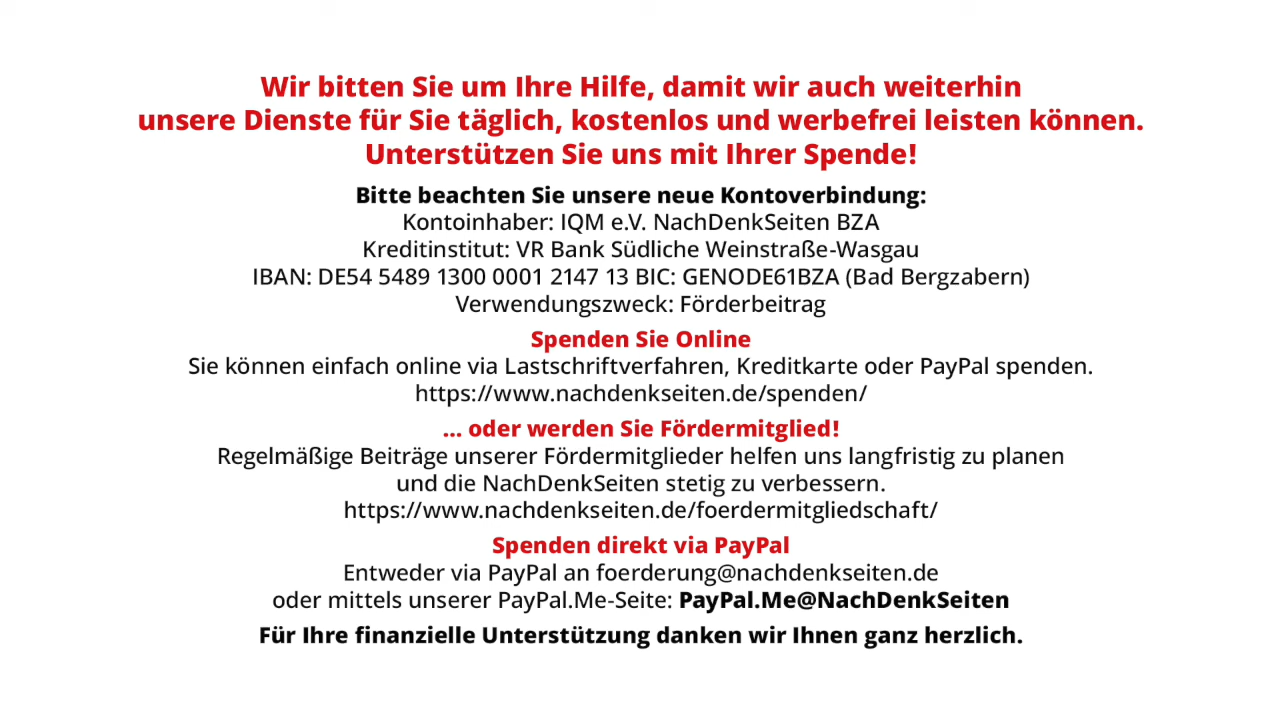 Wir bitten Sie um Ihre Hilfe, damit wir auch weiterhin
unsere Dienste für Sie täglich, kostenlos und werbefrei leisten können.
Unterstützen Sie uns mit Ihrer Spende!
Bitte beachten Sie unsere neue Kontoverbindung:
Kontoinhaber: IQM e.V. NachDenkSeiten BZA
Kreditinstitut: VR Bank Südliche Weinstraße-Wasgau
IBAN: DE54 5489 1300 0001 2147 13 BIC: GENODE61BZA (Bad Bergzabern)
Verwendungszweck: Förderbeitrag
Spenden Sie Online
Sie können einfach online via Lastschriftverfahren, Kreditkarte oder PayPal spenden.
https://www.nachdenkseiten.de/spenden/
... oder werden Sie Fördermitglied!
Regelmäßige Beiträge unserer Fördermitglieder helfen uns langfristig zu planen
und die NachDenkSeiten stetig zu verbessern.
https://www.nachdenkseiten.de/foerdermitgliedschaft/
Spenden direkt via PayPal
Entweder via PayPal an foerderung@nachdenkseiten.de
oder mittels unserer PayPal.Me-Seite: PayPal.Me@NachDenkSeiten
Für Ihre finanzielle Unterstützung danken wir Ihnen ganz herzlich.